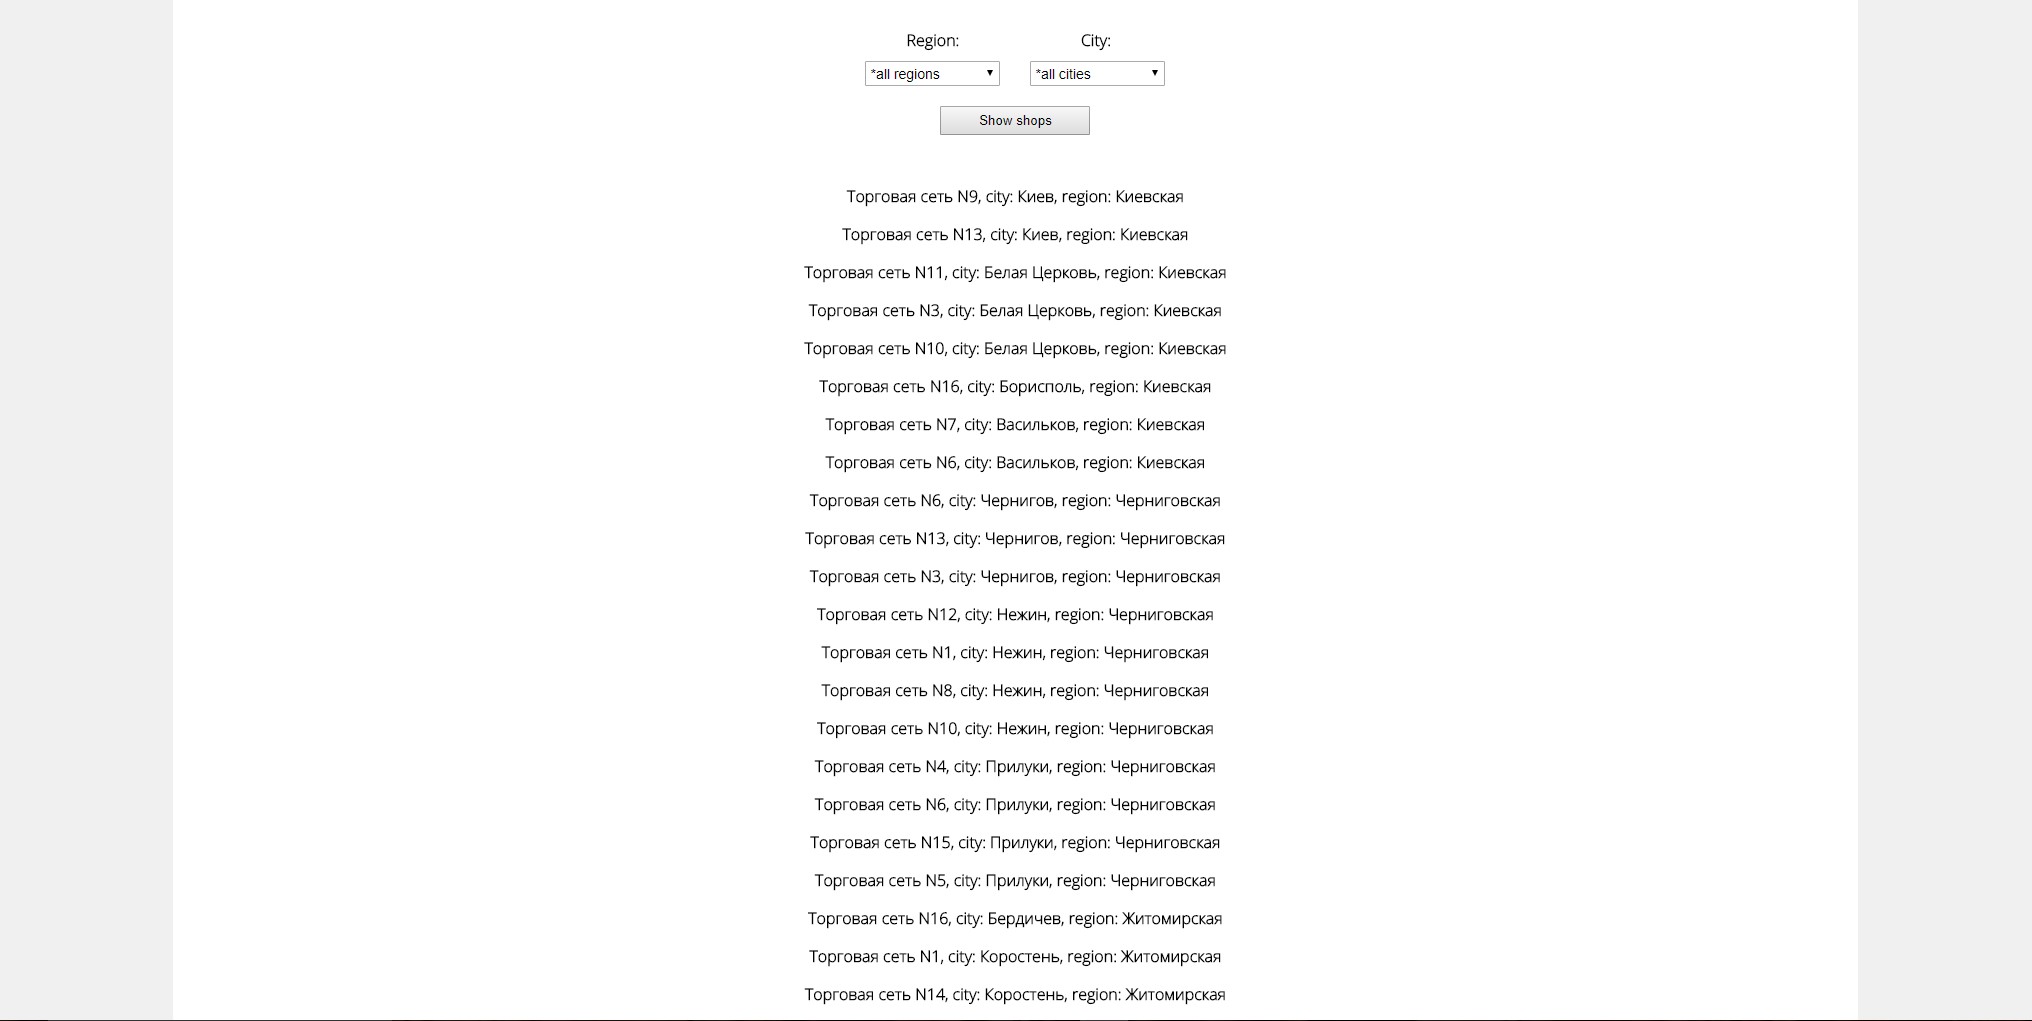 Region: City:
*all regions *all cities
Show shops
Торговая сеть N9, city: Киев, region: Киевская
Торговая сеть N13, city: Киев, region: Киевская
Торговая сеть N11, city: Белая Церковь, region: Киевская
Торговая сеть N3, city: Белая Церковь, region: Киевская
Торговая сеть N10, city: Белая Церковь, region: Киевская
Торговая сеть N16, city: Борисполь, region: Киевская
Торговая сеть N7, city: Васильков, region: Киевская
Торговая сеть N6, city: Васильков, region: Киевская
Торговая сеть N6, city: Чернигов, region: Черниговская
Торговая сеть N13, city: Чернигов, region: Черниговская
Торговая сеть N3, city: Чернигов, region: Черниговская
Торговая сеть N12, city: Нежин, region: Черниговская
Торговая сеть N1, city: Нежин, region: Черниговская
Торговая сеть N8, city: Нежин, region: Черниговская
Торговая сеть N10, city: Нежин, region: Черниговская
Торговая сеть N4, city: Прилуки, region: Черниговская
Торговая сеть N6, city: Прилуки, region: Черниговская
Торговая сеть N15, city: Прилуки, region: Черниговская
Торговая сеть N5, city: Прилуки, region: Черниговская
Торговая сеть N16, city: Бердичев, region: Житомирская
Торговая сеть N1, city: Коростень, region: Житомирская
Торговая сеть N14, city: Коростень, region: Житомирская